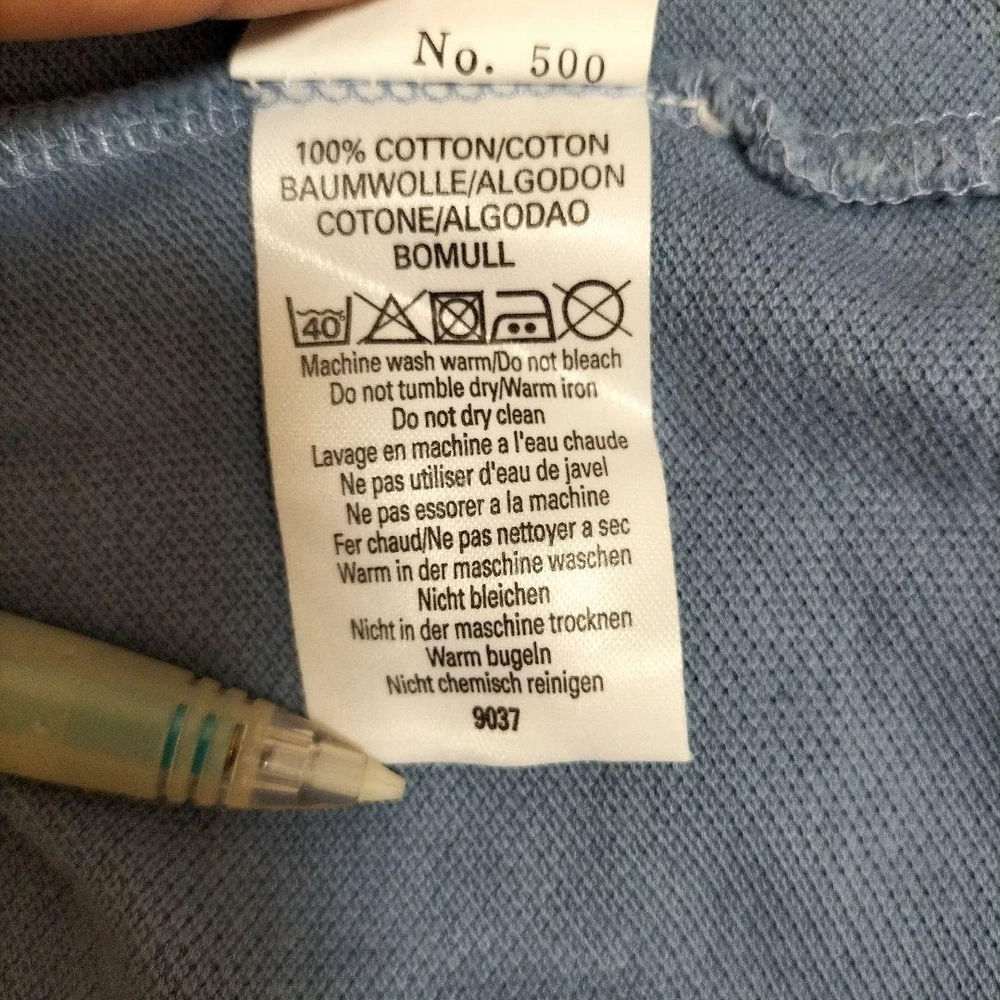 No. 500
100% COTTON/COTON
BAUMWOLLE/ALGODON
COTONE/ALGODAO
BOMULL
40
Machine wash warm/Do not bleach
Do not tumble dry/Warm iron
Do not dry clean
Lavage en machine a l'eau chaude
Ne pas utiliser d'eau de javel
Ne pas essorer a la machine
Fer chaud/Ne pas nettoyer a sec
Warm in der maschine waschen
Nicht bleichen
Nicht in der maschine trocknen
Warm bugeln
Nicht chemisch reinigen
9037